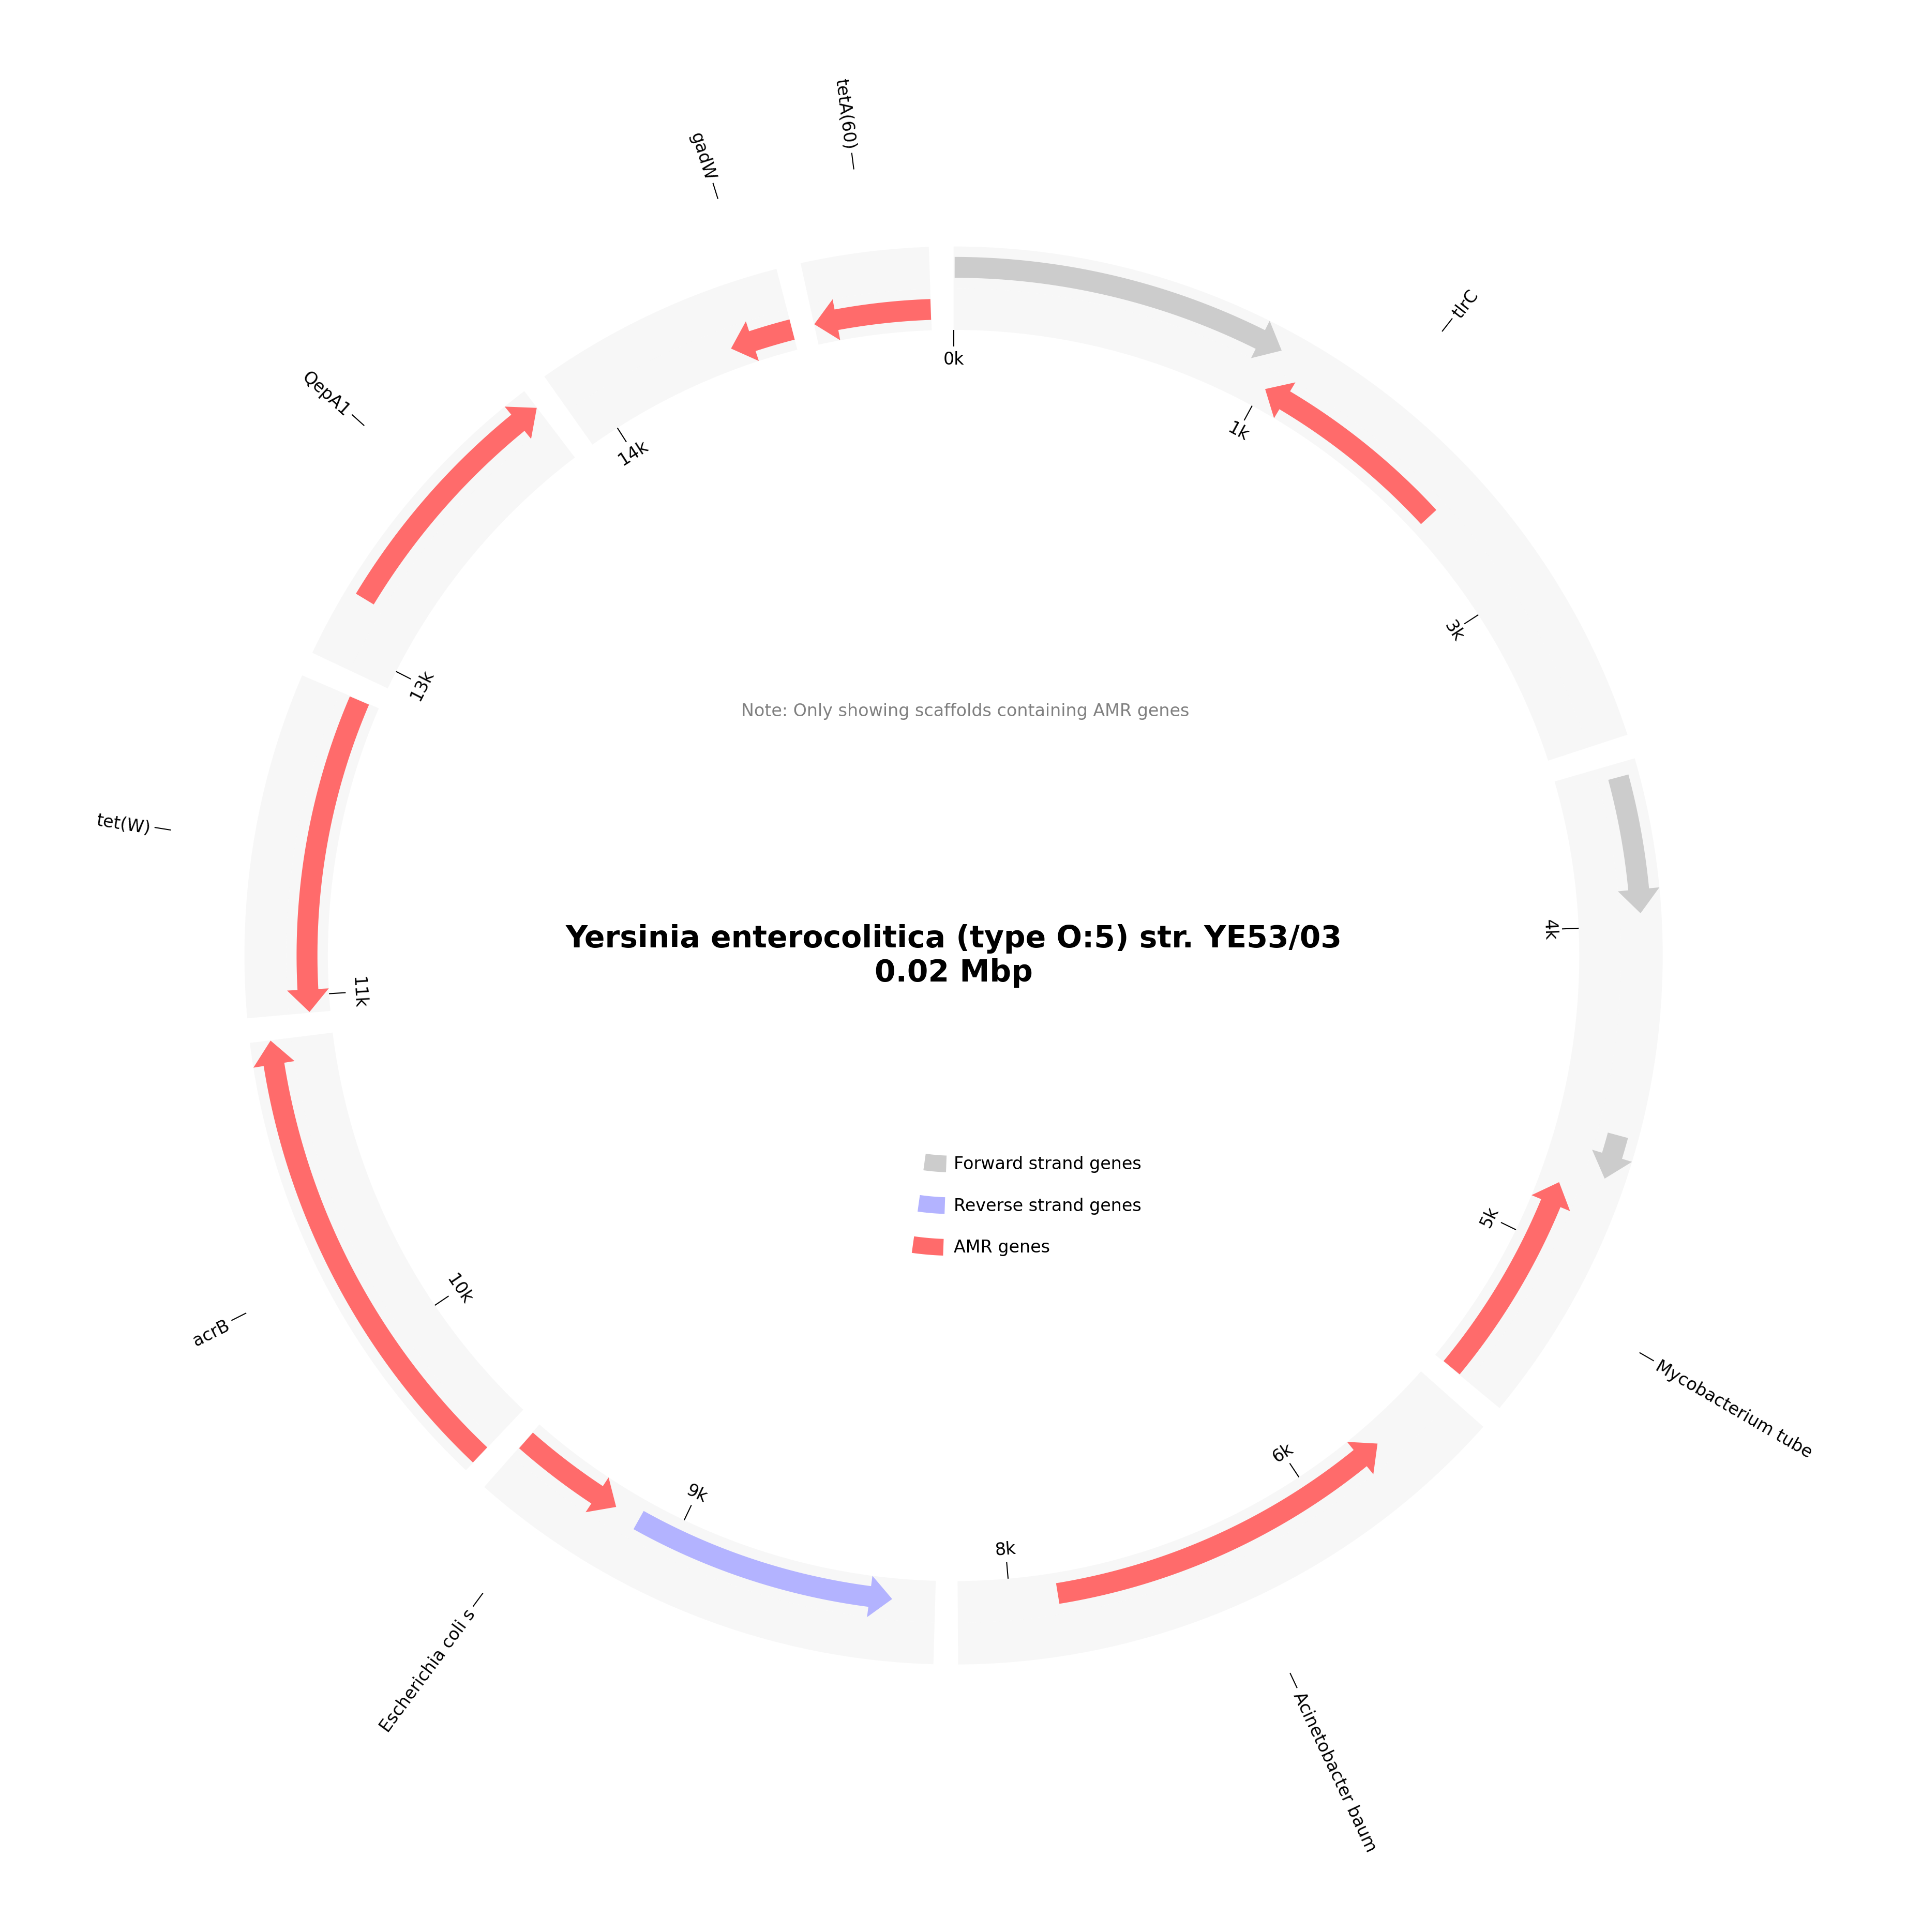 tetA(60)
gadW
tlrC
QepA1
0k
1k
14k
3k
13k
Note: Only showing scaffolds containing AMR genes
tet(W)
4k
Yersinia enterocolitica (type O:5) str. YE53/03
0.02 Mbp
11k
Forward strand genes
Reverse strand genes
AMR genes
5k
10k
acrB
Mycobacterium tube
6k
9k
8k
Escherichia coli s
Acinetobacter baum